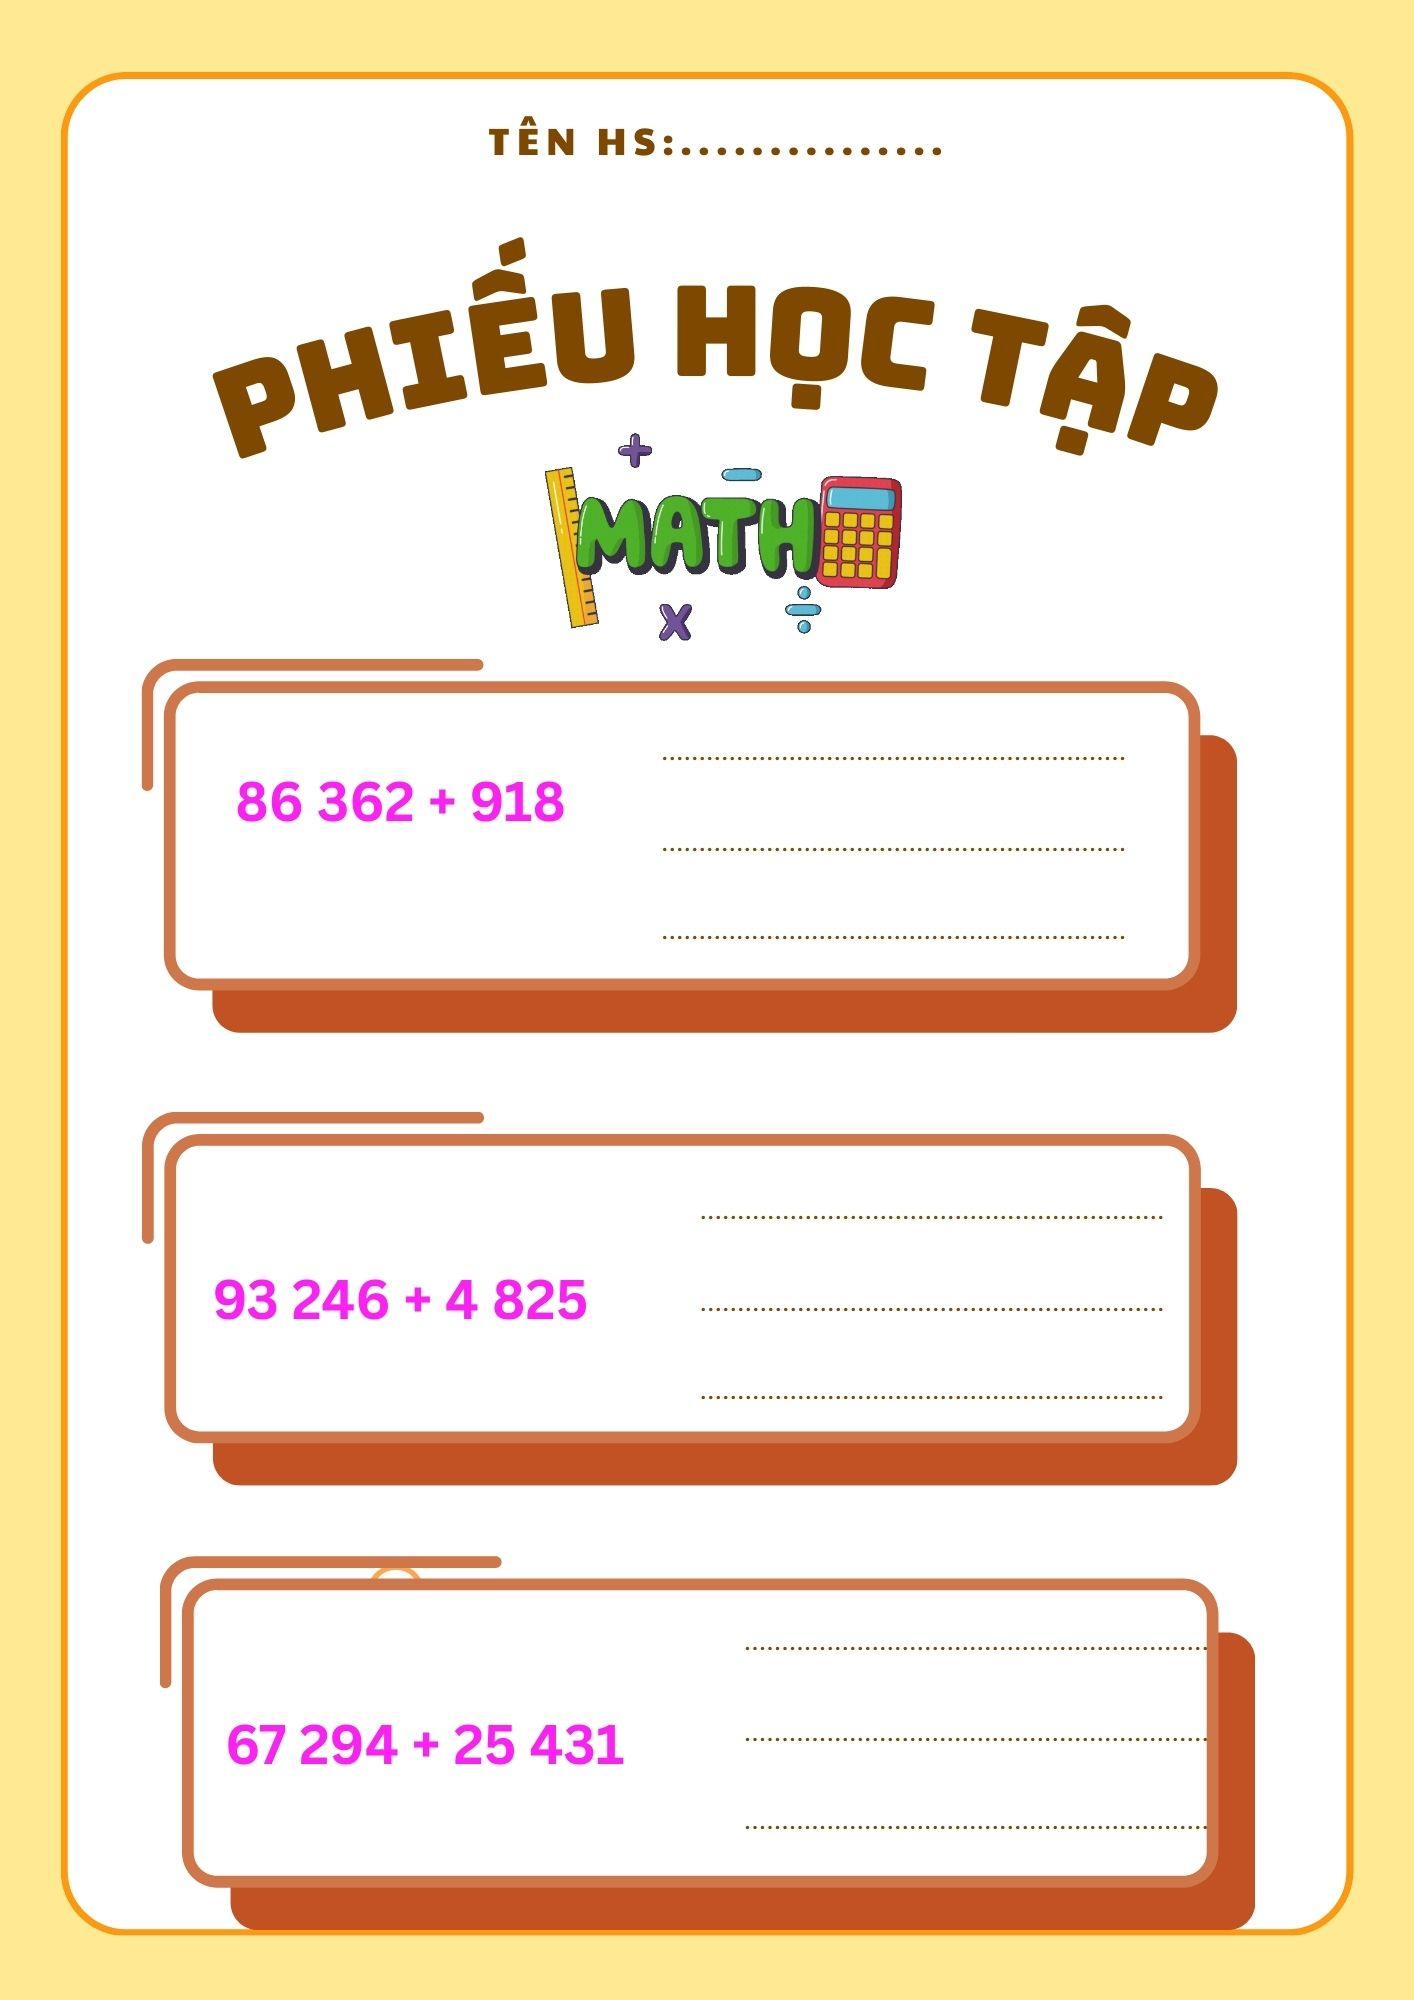 TÊN HS:...............
PHIẾU HỌC TẬP
+ -
MATH
x ÷
86 362 + 918
93 246 + 4 825
67 294 + 25 431